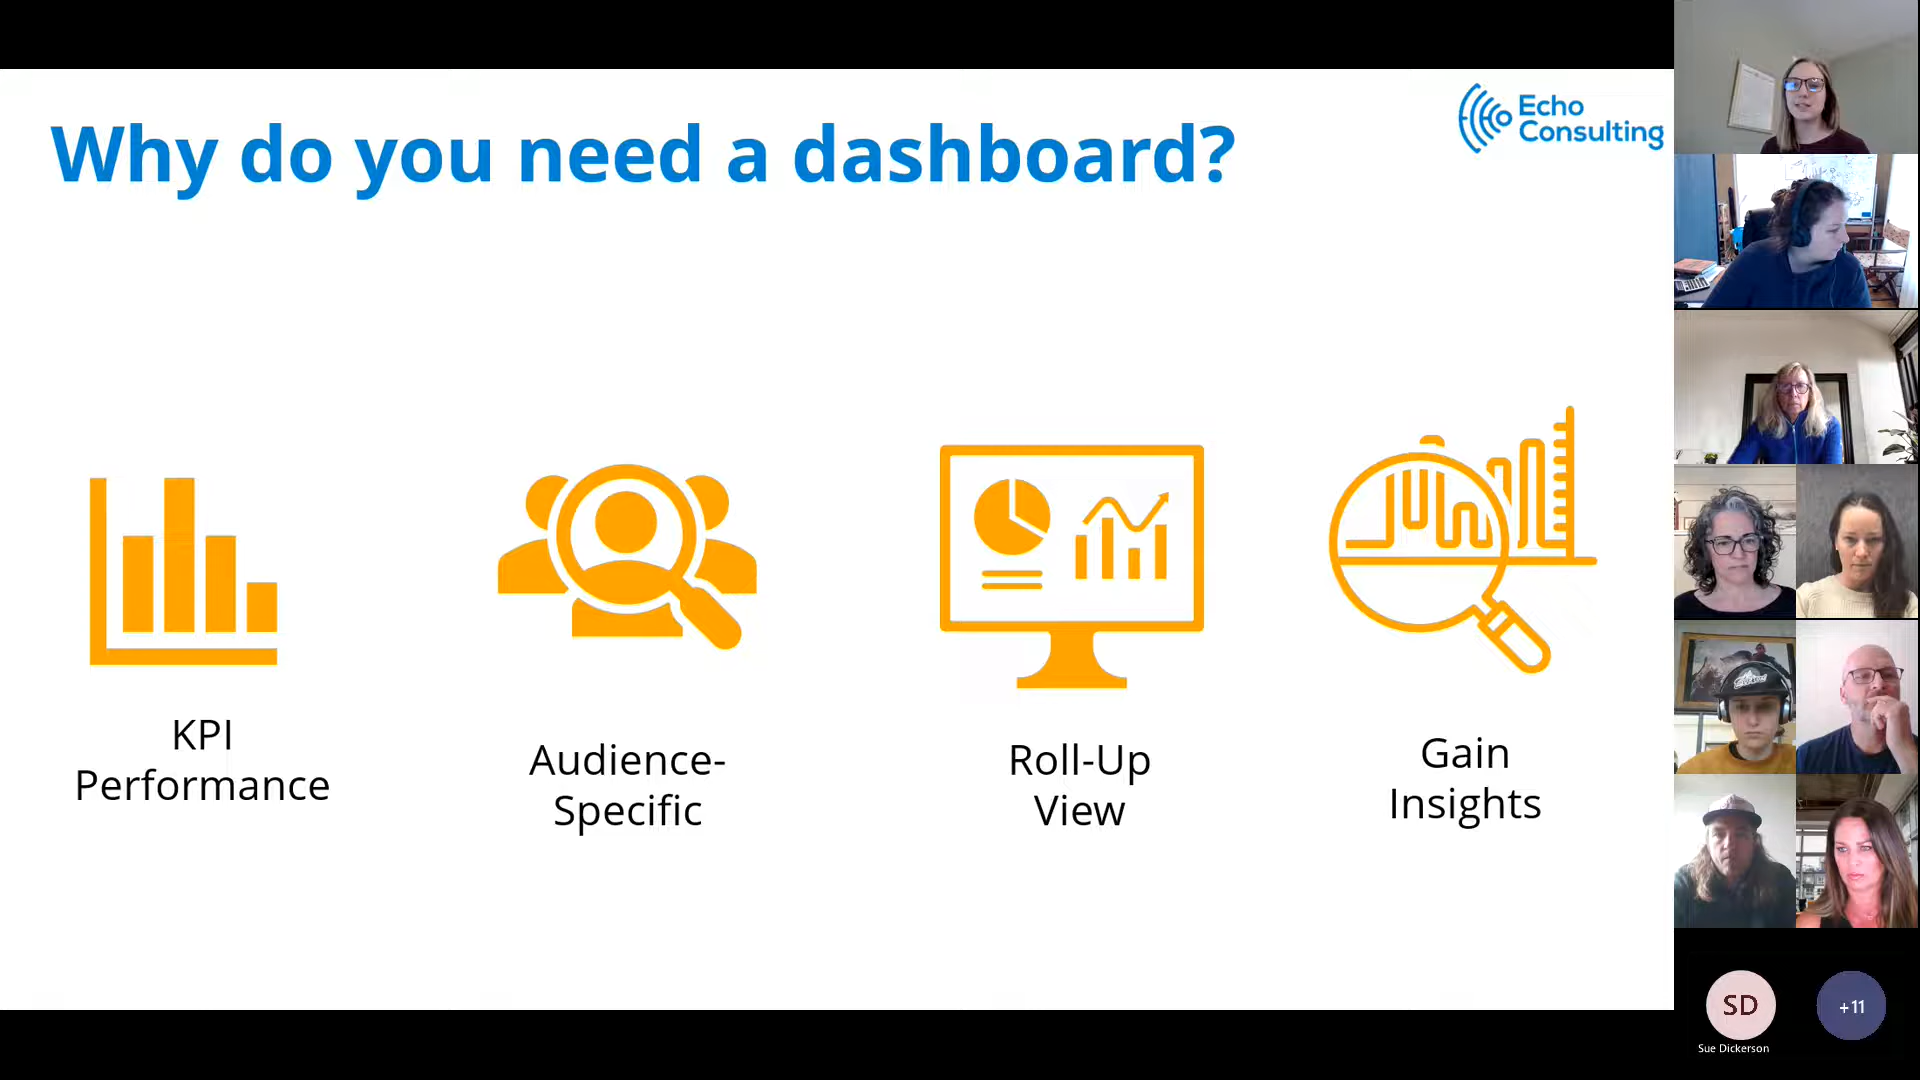 Why do you need a dashboard?
Echo
Consulting
KPI
Performance
Audience-
Specific
Roll-Up
View
Gain
Insights
SD
Sue Dickerson
+11